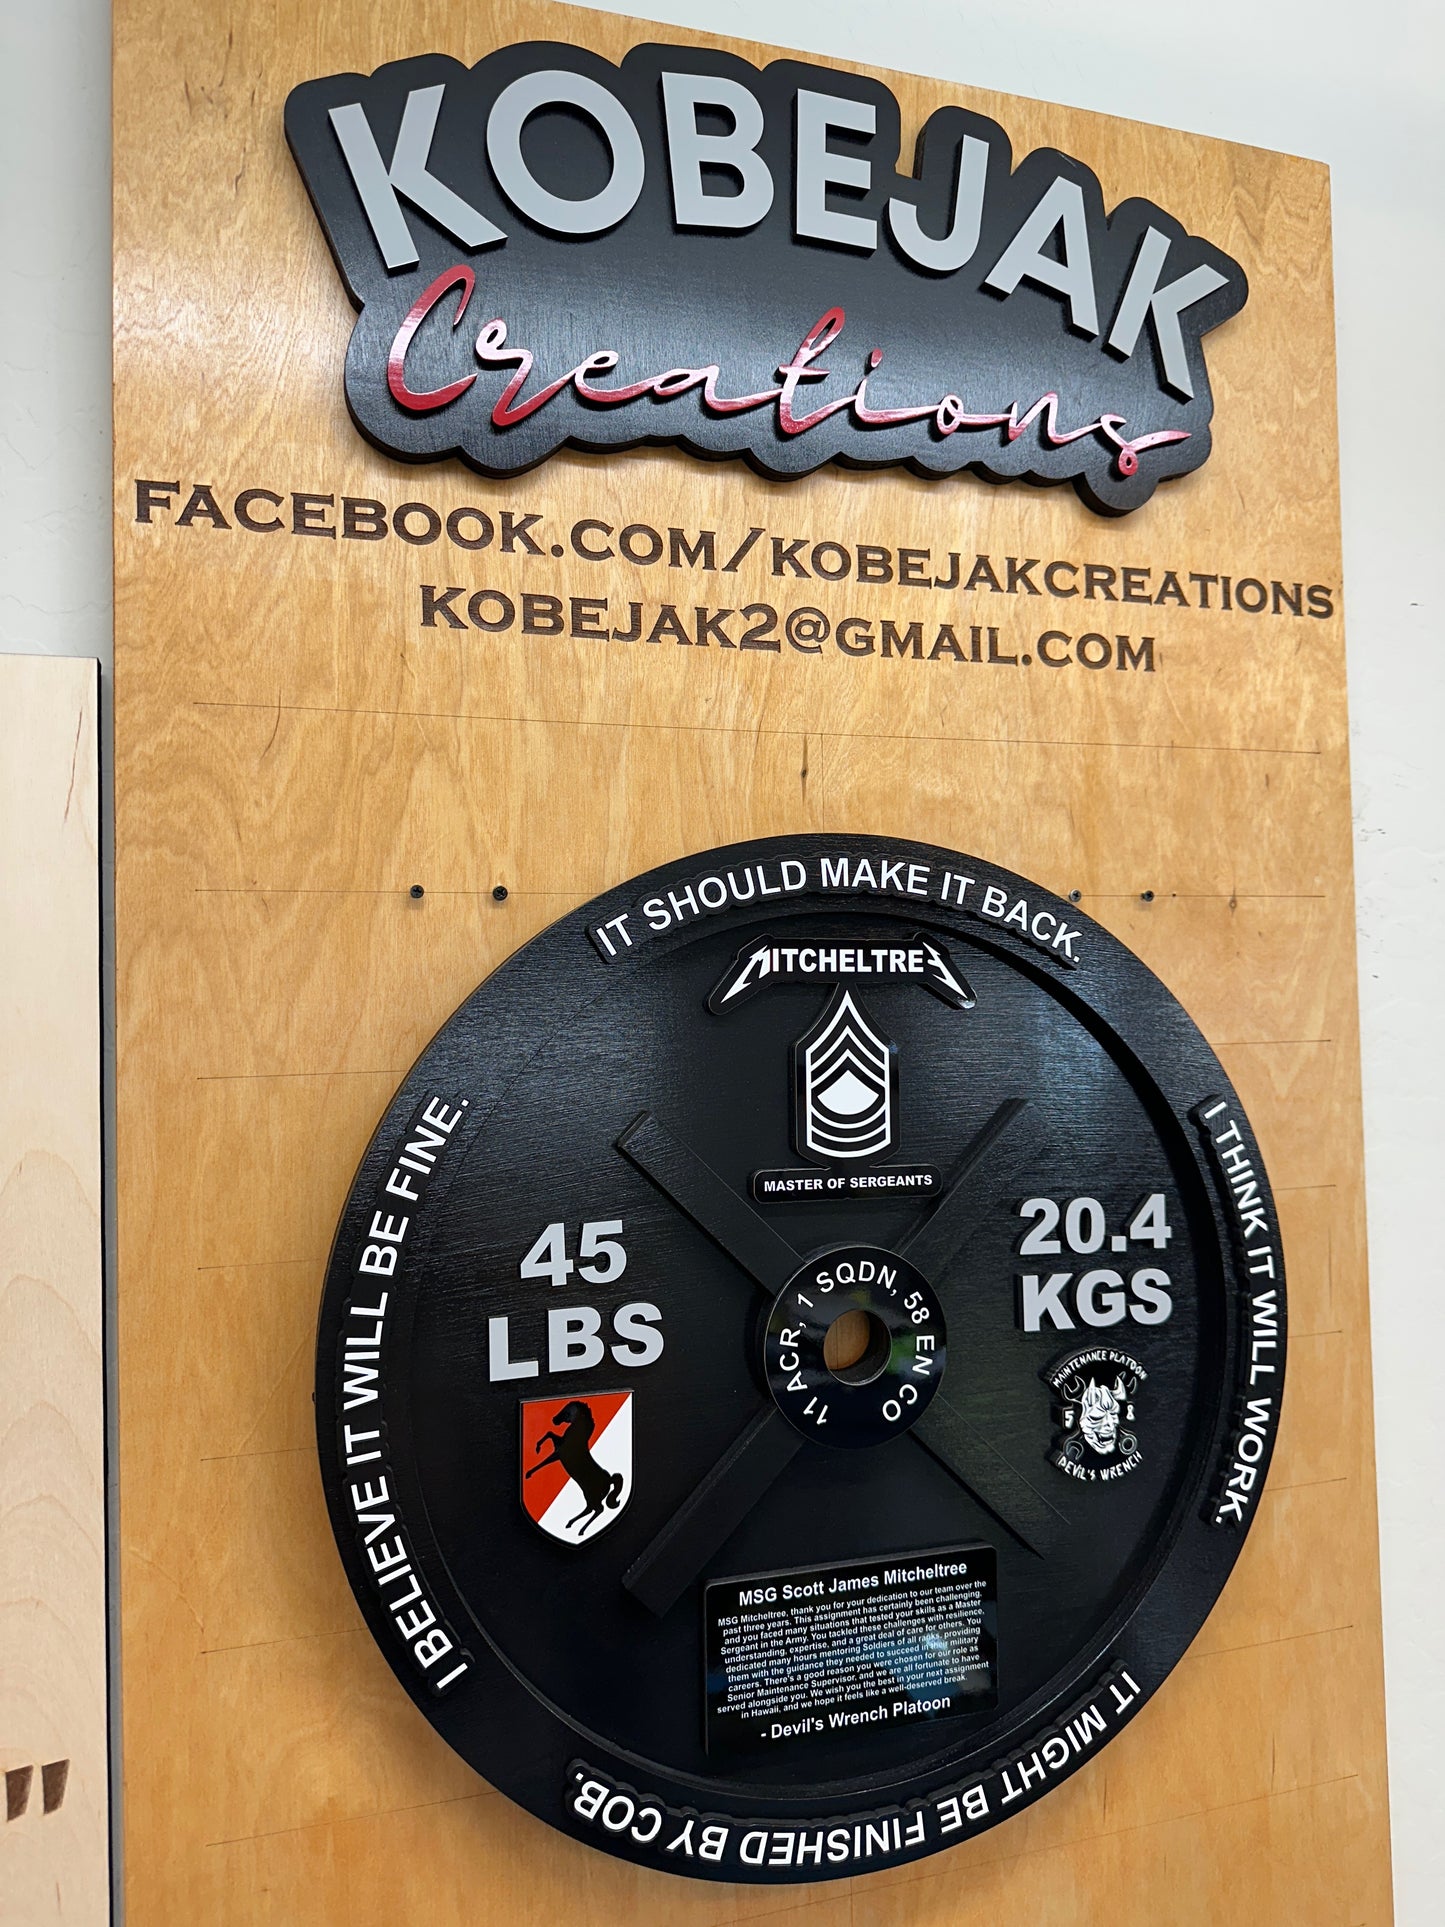 KOBEJAK
Creations
FACEBOOK.COM/KOBEJAKCREATIONS
KOBEJAK2@GMAIL.COM
IT SHOULD MAKE IT BACK.
MITCHELTREE
MASTER OF SERGEANTS
I BELIEVE IT WILL BE FINE.
I THINK IT WILL WORK.
45
LBS
20.4
KGS
11 ACR, 1 SQDN, 58 EN CO
MAINTENANCE PLATOON
5 8
DEVIL'S WRENCH
MSG Scott James Mitcheltree
MSG Mitcheltree, thank you for your dedication to our team over the
past three years. This assignment has certainly been challenging,
and you faced many situations that tested your skills as a Master
Sergeant in the Army. You tackled these challenges with resilience,
understanding, expertise, and a great deal of care for others. You
dedicated many hours mentoring Soldiers of all ranks, providing
them with the guidance they needed to succeed in their military
careers. There's a good reason you were chosen for our role as
Senior Maintenance Supervisor, and we are all fortunate to have
served alongside you. We wish you the best in your next assignment
in Hawaii, and we hope it feels like a well-deserved break.
- Devil's Wrench Platoon
IT MIGHT BE FINISHED BY COB.
"